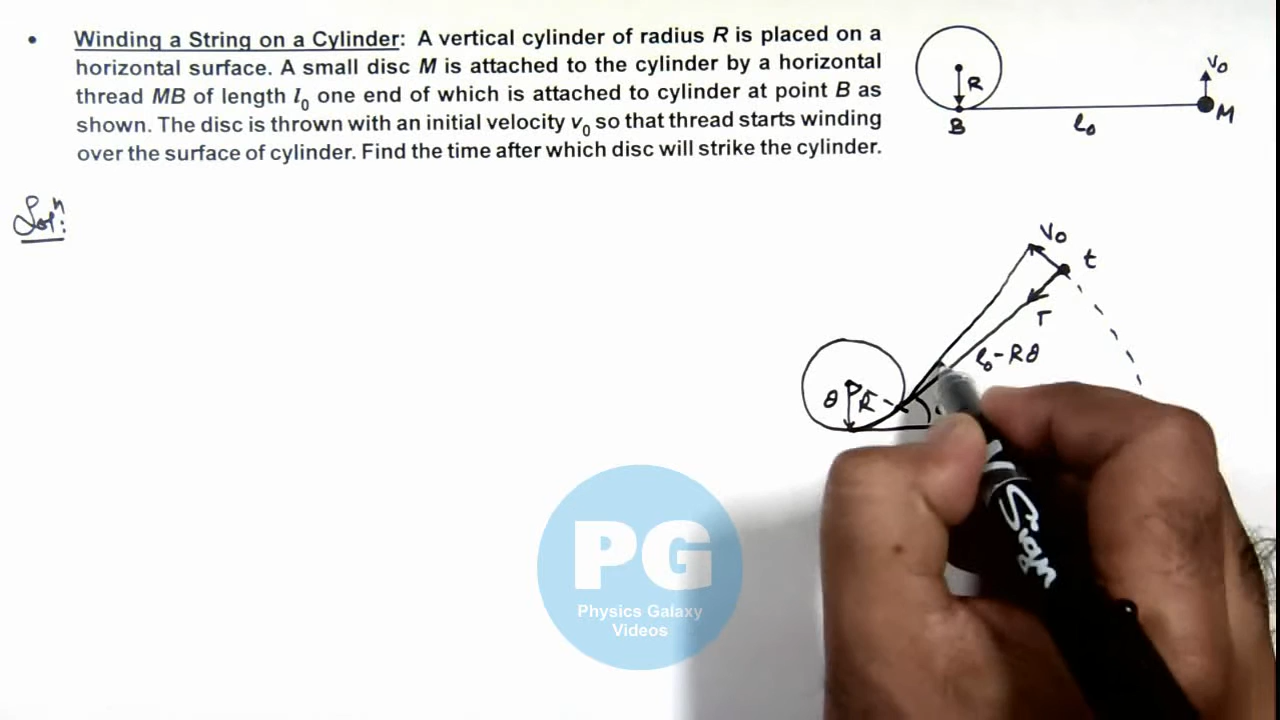 • Winding a String on a Cylinder: A vertical cylinder of radius R is placed on a
horizontal surface. A small disc M is attached to the cylinder by a horizontal
thread MB of length l₀ one end of which is attached to cylinder at point B as
shown. The disc is thrown with an initial velocity v₀ so that thread starts winding
over the surface of cylinder. Find the time after which disc will strike the cylinder.
R
v₀
B
l₀
M
Solⁿ:
v₀
t
T
l₀-Rθ
θ
R
PG
Physics Galaxy
Videos
Sign